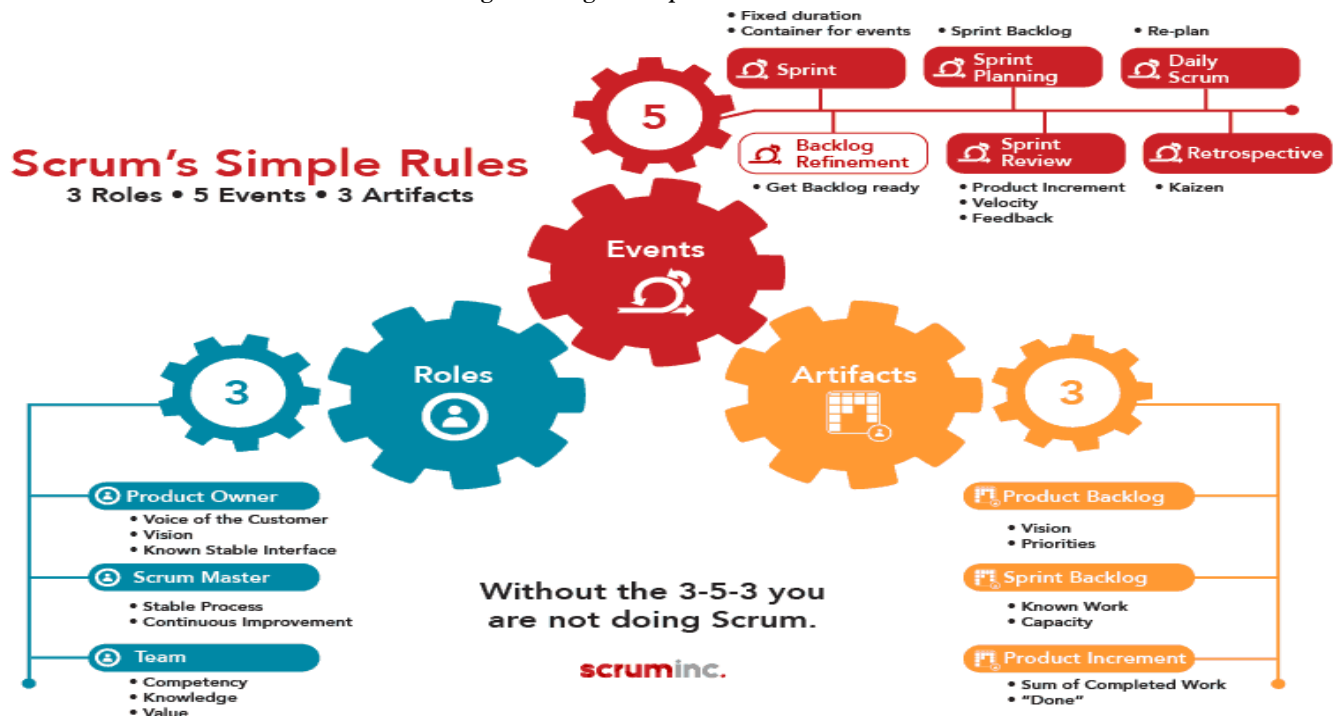 • Fixed duration
• Container for events
• Sprint Backlog
• Re-plan
Sprint
Sprint
Planning
Daily
Scrum
5
Backlog
Refinement
Sprint
Review
Retrospective
• Get Backlog ready
• Product Increment
• Velocity
• Feedback
• Kaizen
Scrum's Simple Rules
3 Roles • 5 Events • 3 Artifacts
Events
Roles
Artifacts
3
3
Product Owner
• Voice of the Customer
• Vision
• Known Stable Interface
Scrum Master
• Stable Process
• Continuous Improvement
Team
• Competency
• Knowledge
• Value
Without the 3-5-3 you
are not doing Scrum.
scruminc.
Product Backlog
• Vision
• Priorities
Sprint Backlog
• Known Work
• Capacity
Product Increment
• Sum of Completed Work
• "Done"